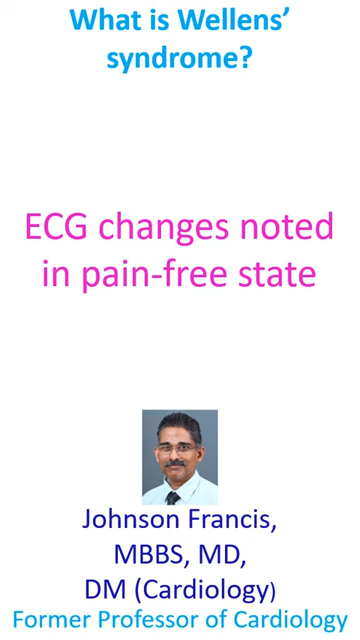 What is Wellens’
syndrome?
ECG changes noted
in pain-free state
Johnson Francis,
MBBS, MD,
DM (Cardiology)
Former Professor of Cardiology